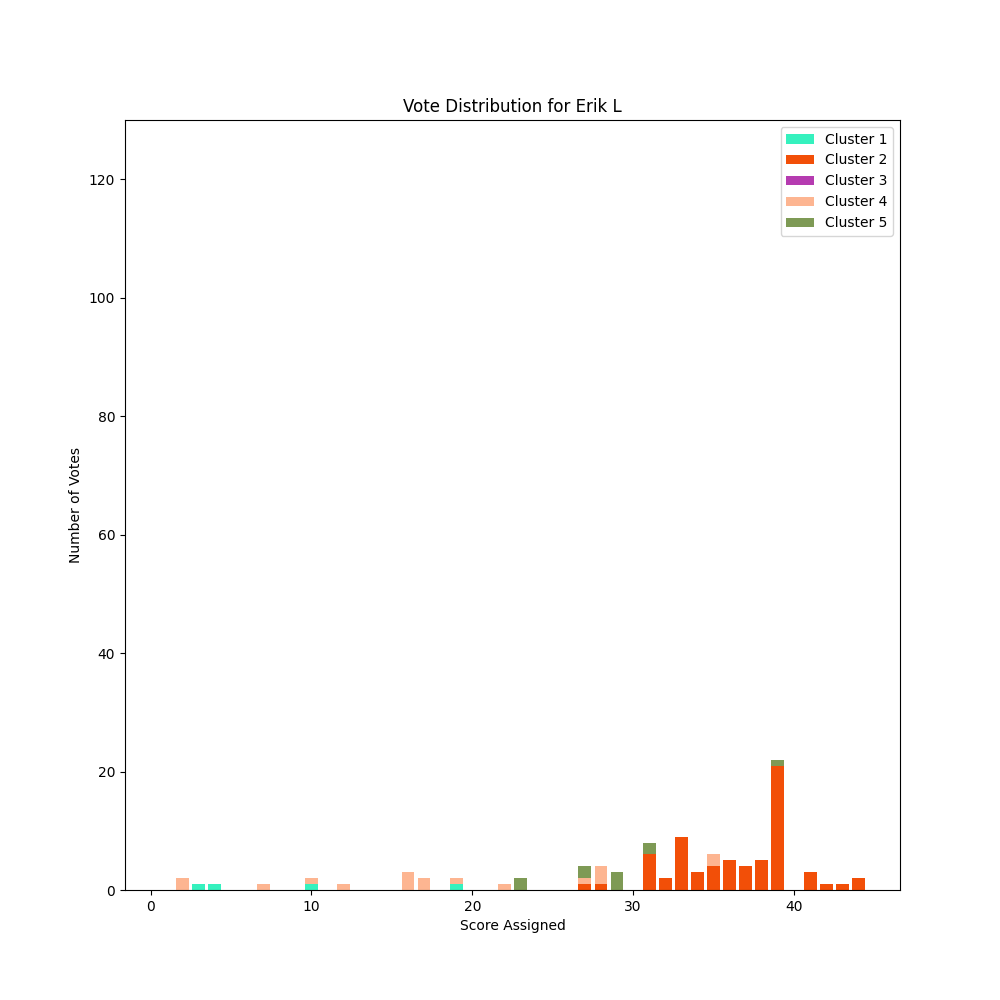 Vote Distribution for Erik L
Cluster 1
Cluster 2
Cluster 3
Cluster 4
Cluster 5
120
100
80
60
40
20
0
Number of Votes
0 10 20 30 40
Score Assigned